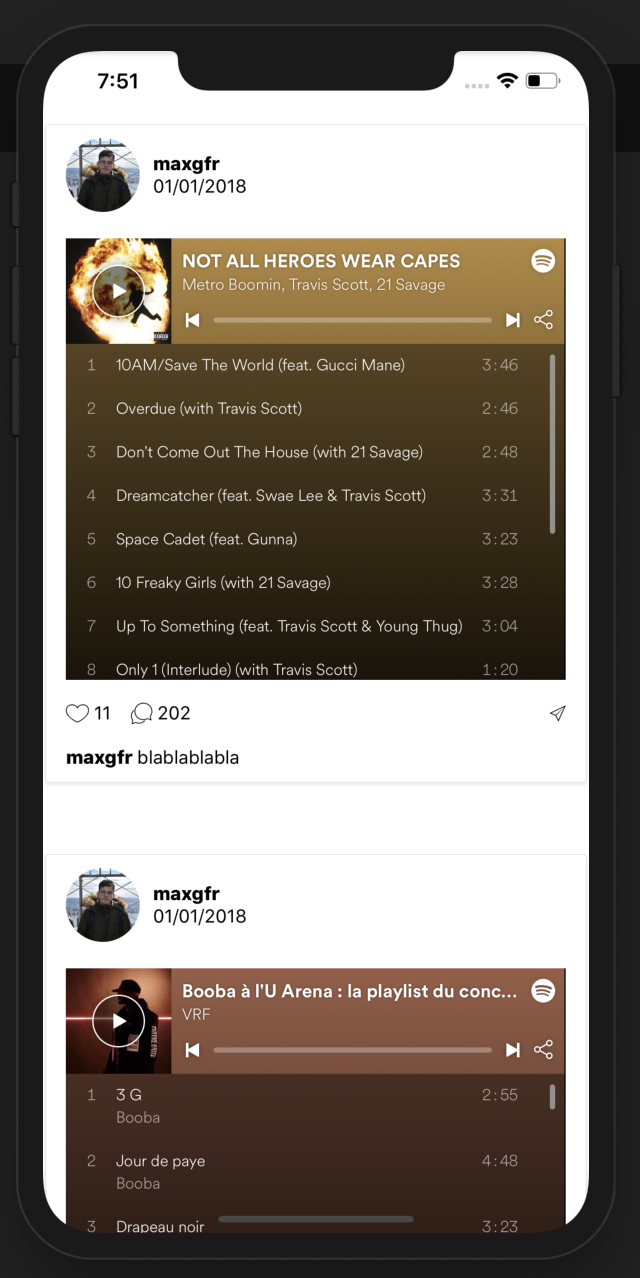 7:51
maxgfr
01/01/2018
NOT ALL HEROES WEAR CAPES
Metro Boomin, Travis Scott, 21 Savage
1 10AM/Save The World (feat. Gucci Mane) 3:46
2 Overdue (with Travis Scott) 2:46
3 Don't Come Out The House (with 21 Savage) 2:48
4 Dreamcatcher (feat. Swae Lee & Travis Scott) 3:31
5 Space Cadet (feat. Gunna) 3:23
6 10 Freaky Girls (with 21 Savage) 3:28
7 Up To Something (feat. Travis Scott & Young Thug) 3:04
8 Only 1 (Interlude) (with Travis Scott) 1:20
11 202
maxgfr blablablabla
maxgfr
01/01/2018
Booba à l'U Arena : la playlist du conc...
VRF
1 3 G 2:55
Booba
2 Jour de paye 4:48
Booba
3 Drapeau noir 3:23